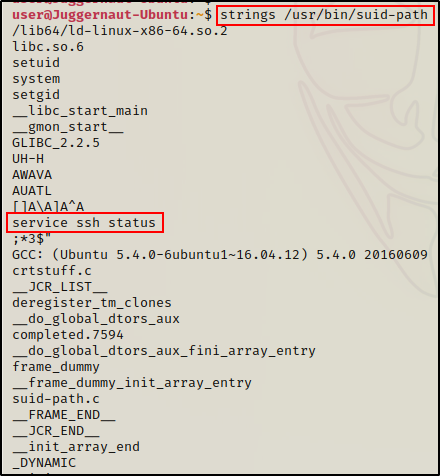 user@Juggernaut-Ubuntu:~$ strings /usr/bin/suid-path
/lib64/ld-linux-x86-64.so.2
libc.so.6
setuid
system
setgid
__libc_start_main
__gmon_start__
GLIBC_2.2.5
UH-H
AWAVA
AUATL
[]A\A]A^A
service ssh status
;*3$"
GCC: (Ubuntu 5.4.0-6ubuntu1~16.04.12) 5.4.0 20160609
crtstuff.c
__JCR_LIST__
deregister_tm_clones
__do_global_dtors_aux
completed.7594
__do_global_dtors_aux_fini_array_entry
frame_dummy
__frame_dummy_init_array_entry
suid-path.c
__FRAME_END__
__JCR_END__
__init_array_end
_DYNAMIC